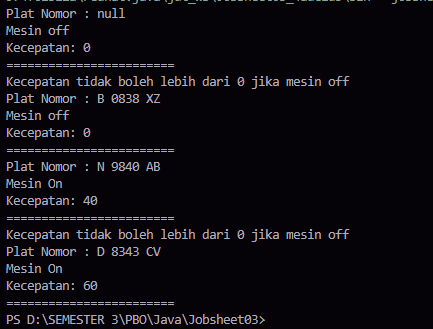 Plat Nomor : null
Mesin off
Kecepatan: 0
========================
Kecepatan tidak boleh lebih dari 0 jika mesin off
Plat Nomor : B 0838 XZ
Mesin off
Kecepatan: 0
========================
Plat Nomor : N 9840 AB
Mesin On
Kecepatan: 40
========================
Kecepatan tidak boleh lebih dari 0 jika mesin off
Plat Nomor : D 8343 CV
Mesin On
Kecepatan: 60
========================
PS D:\SEMESTER 3\PBO\Java\Jobsheet03>